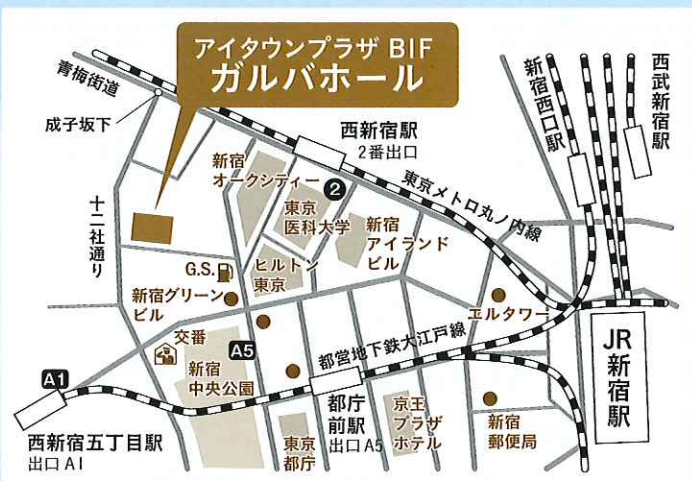 アイタウンプラザ BIF
ガルバホール
青梅街道
成子坂下
西新宿駅
2番出口
新宿西口駅
西武新宿駅
新宿
オークシティー
2
東京メトロ丸ノ内線
東京
医科大学
新宿
アイランド
ビル
十二社通り
G.S.
ヒルトン
東京
新宿グリーン
ビル
エルタワー
交番
A5
都営地下鉄大江戸線
JR
新宿駅
新宿
中央公園
A1
西新宿五丁目駅
出口 A1
東京
都庁
都庁
前駅
出口 A5
京王
プラザ
ホテル
新宿
郵便局